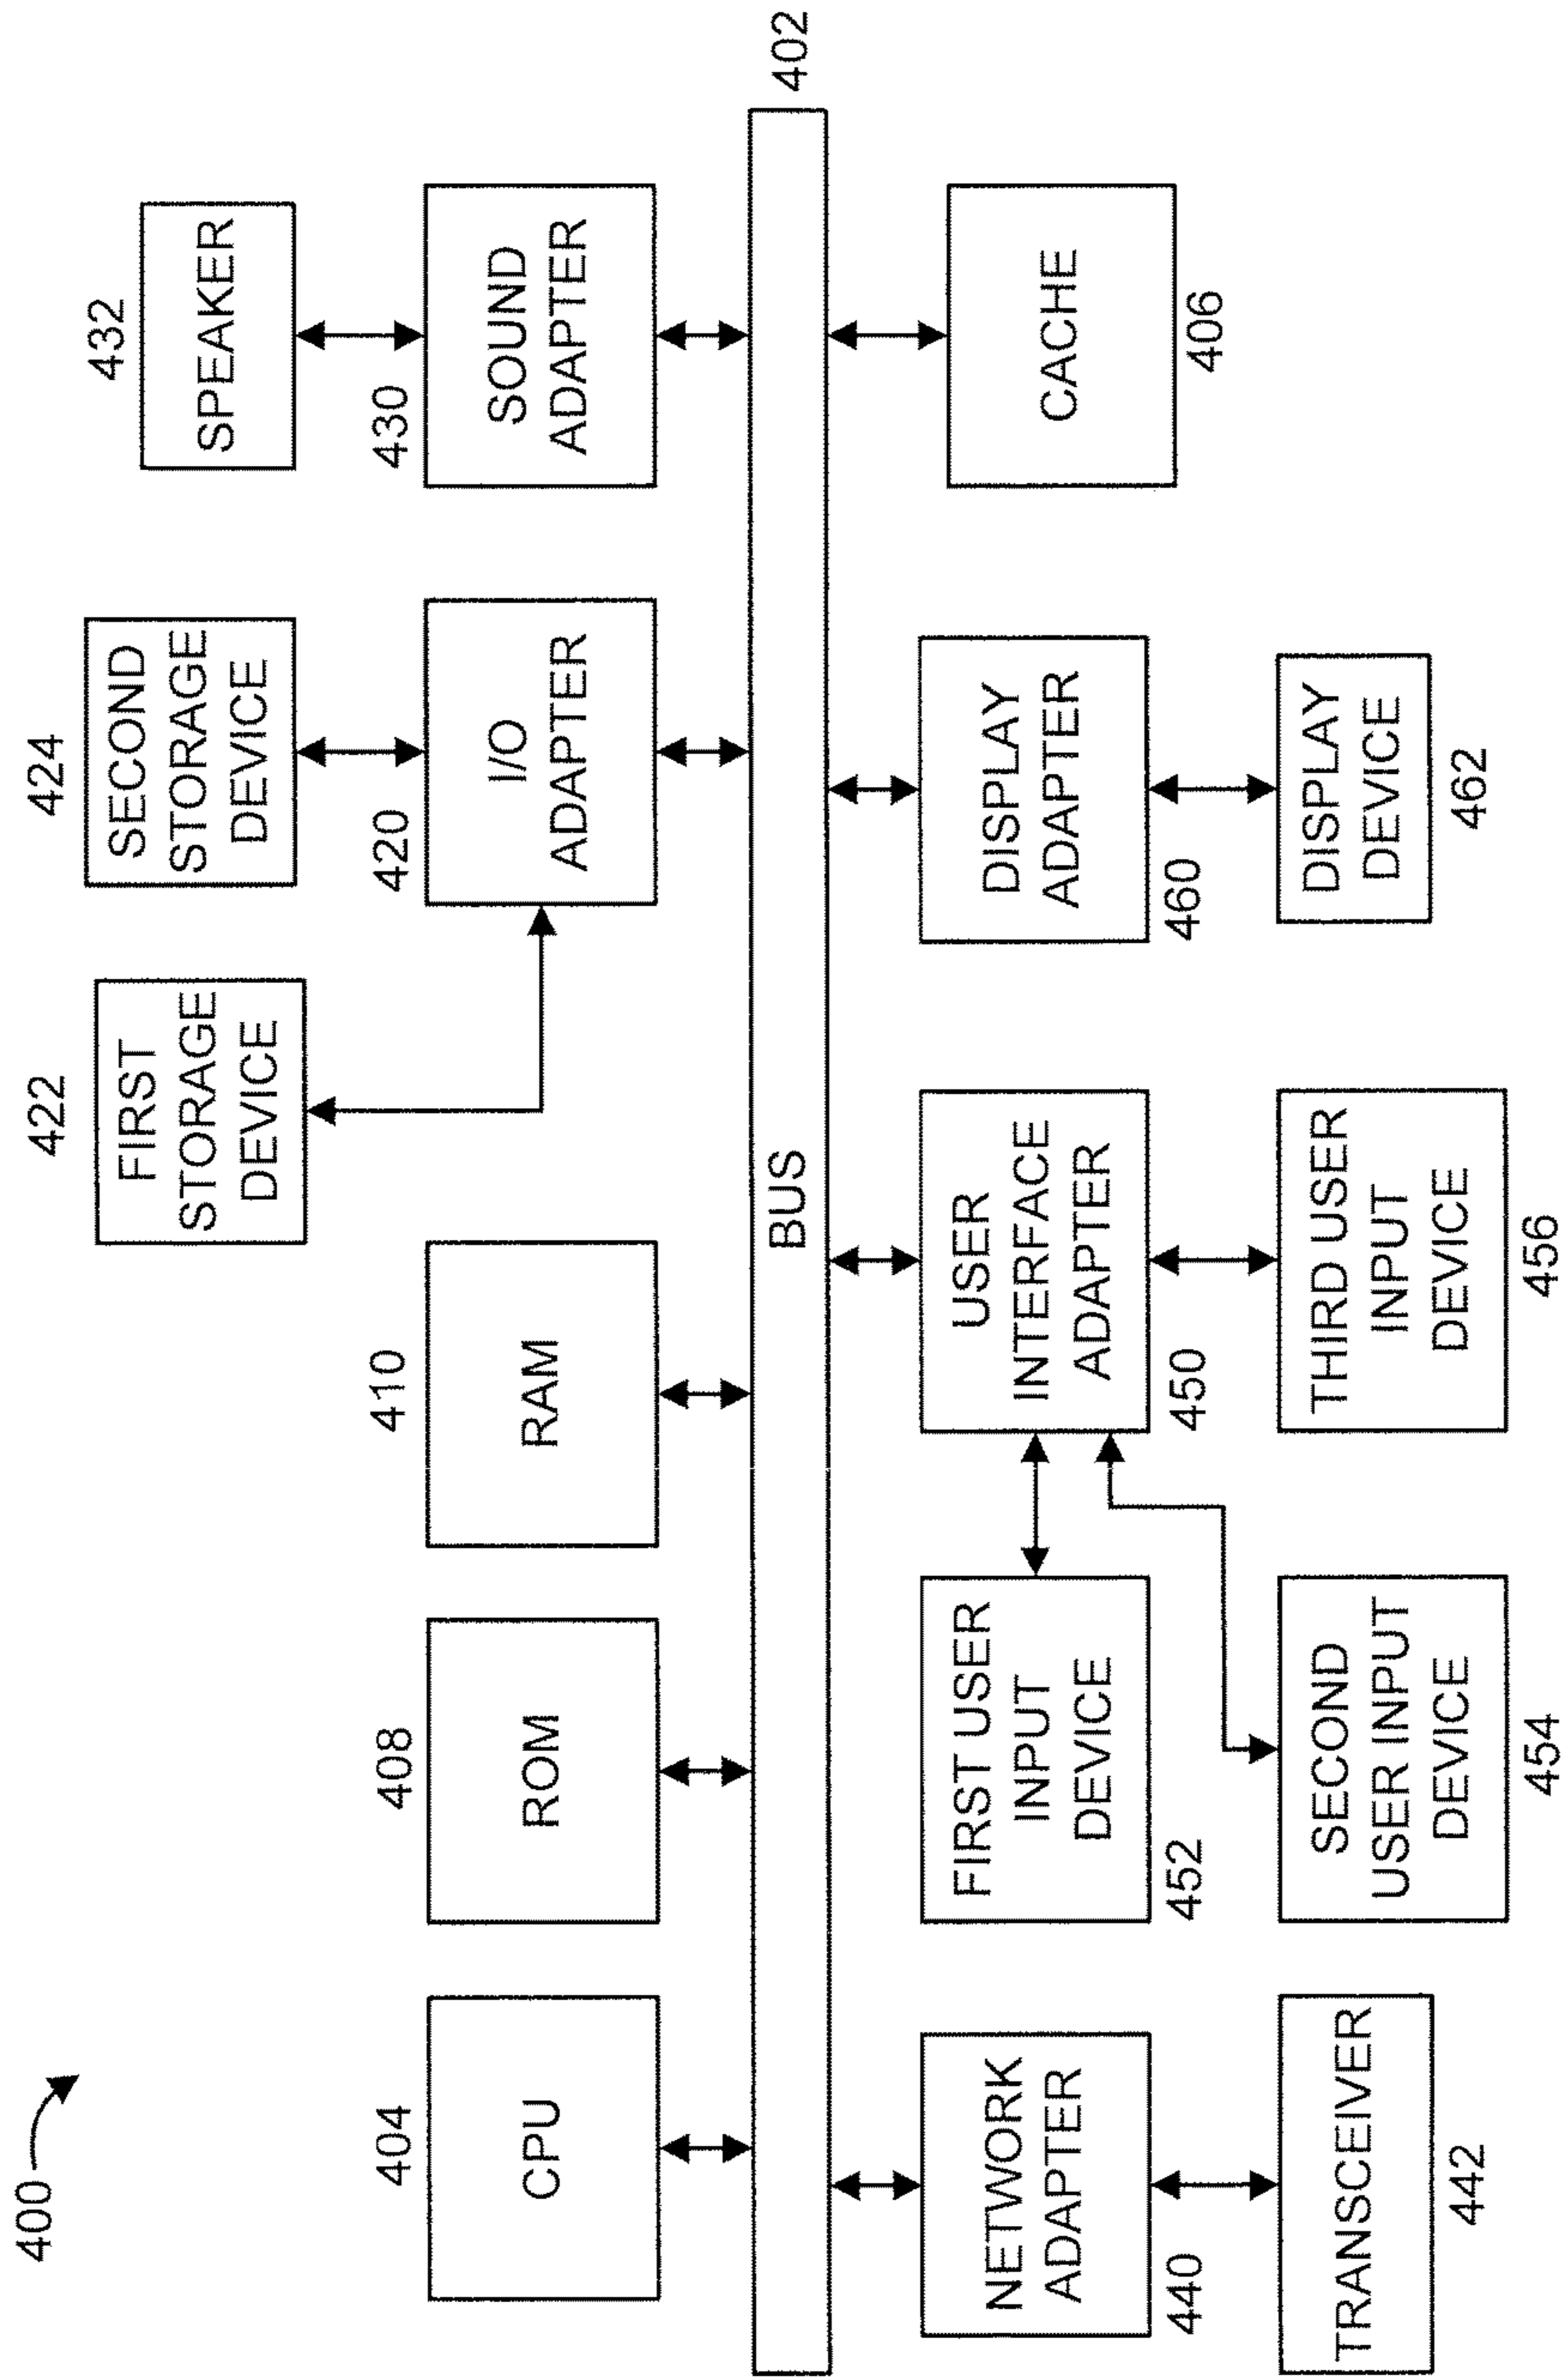 400
404
CPU
408
ROM
410
RAM
422
FIRST
STORAGE
DEVICE
424
SECOND
STORAGE
DEVICE
420
I/O
ADAPTER
432
SPEAKER
430
SOUND
ADAPTER
BUS
402
NETWORK
ADAPTER
440
TRANSCEIVER
442
FIRST USER
INPUT
DEVICE
452
SECOND
USER INPUT
DEVICE
454
USER
INTERFACE
ADAPTER
450
THIRD USER
INPUT
DEVICE
456
DISPLAY
ADAPTER
460
DISPLAY
DEVICE
462
CACHE
406